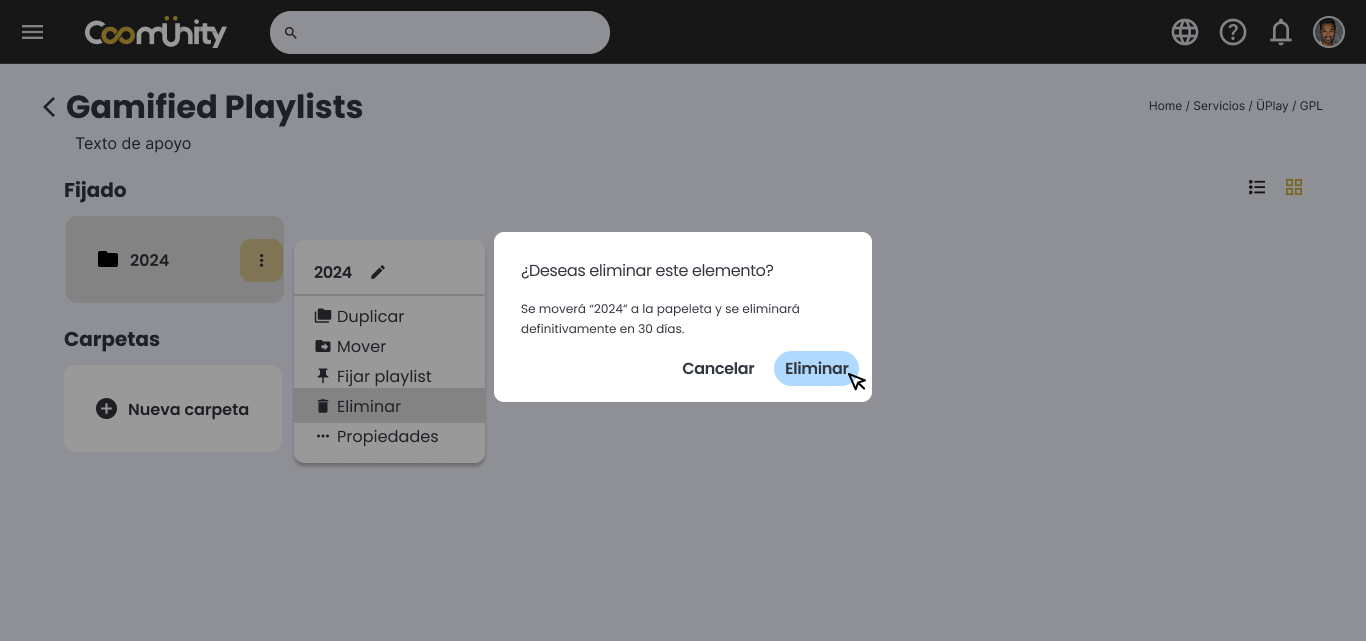 CoomÜnity
Gamified Playlists
Home / Servicios / ÜPlay / GPL
Texto de apoyo
Fijado
2024
2024
Duplicar
Mover
Fijar playlist
Eliminar
Propiedades
Carpetas
Nueva carpeta
¿Deseas eliminar este elemento?
Se moverá “2024” a la papeleta y se eliminará
definitivamente en 30 días.
Cancelar Eliminar